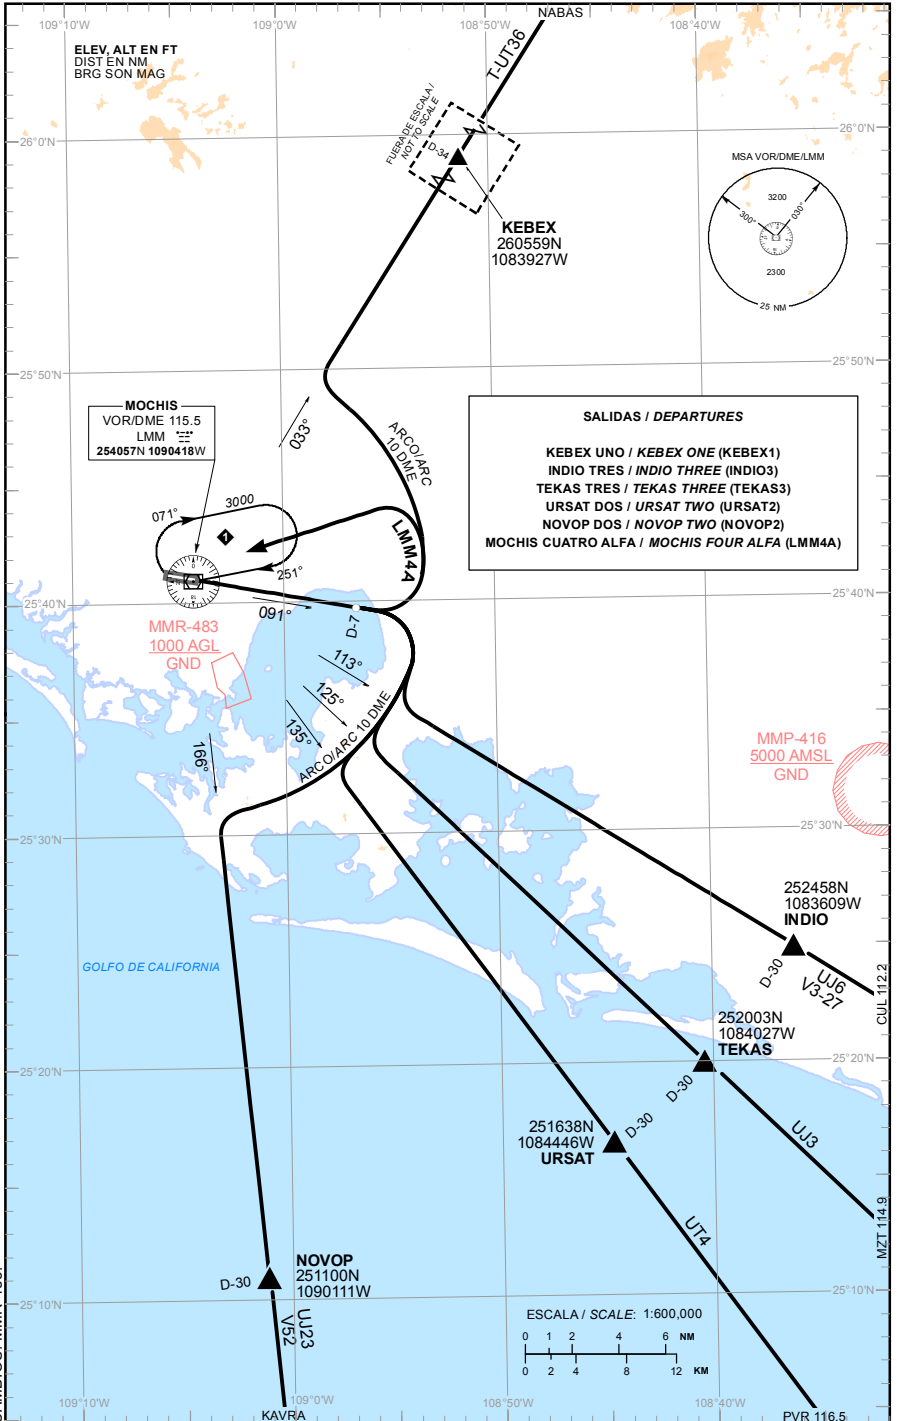 109°10'W
109°0'W
108°50'W
NABAS
108°40'W
ELEV, ALT EN FT
DIST EN NM
BRG SON MAG
T-UT36
FUERA DE ESCALA /
NOT TO SCALE
D-34
26°0'N
26°0'N
KEBEX
260559N
1083927W
MSA VOR/DME/LMM
3200
300°
030°
2300
25 NM
25°50'N
25°50'N
MOCHIS
VOR/DME 115.5
LMM
254057N 1090418W
033°
ARCO/ARC
10 DME
SALIDAS / DEPARTURES
KEBEX UNO / KEBEX ONE (KEBEX1)
INDIO TRES / INDIO THREE (INDIO3)
TEKAS TRES / TEKAS THREE (TEKAS3)
URSAT DOS / URSAT TWO (URSAT2)
NOVOP DOS / NOVOP TWO (NOVOP2)
MOCHIS CUATRO ALFA / MOCHIS FOUR ALFA (LMM4A)
071°
3000
1
LMM4A
251°
25°40'N
25°40'N
091°
D-7
MMR-483
1000 AGL
GND
113°
125°
135°
166°
ARCO/ARC 10 DME
MMP-416
5000 AMSL
GND
25°30'N
25°30'N
252458N
1083609W
INDIO
D-30
UJ6
V3-27
CUL 112.2
GOLFO DE CALIFORNIA
252003N
1084027W
TEKAS
D-30
25°20'N
25°20'N
UJ3
MZT 114.9
251638N
1084446W
URSAT
D-30
UT4
NOVOP
251100N
1090111W
D-30
UJ23
V52
25°10'N
25°10'N
ESCALA / SCALE: 1:600,000
0 1 2 4 6 NM
0 2 4 8 12 KM
109°10'W
109°0'W
108°50'W
108°40'W
KAVRA
PVR 116.5